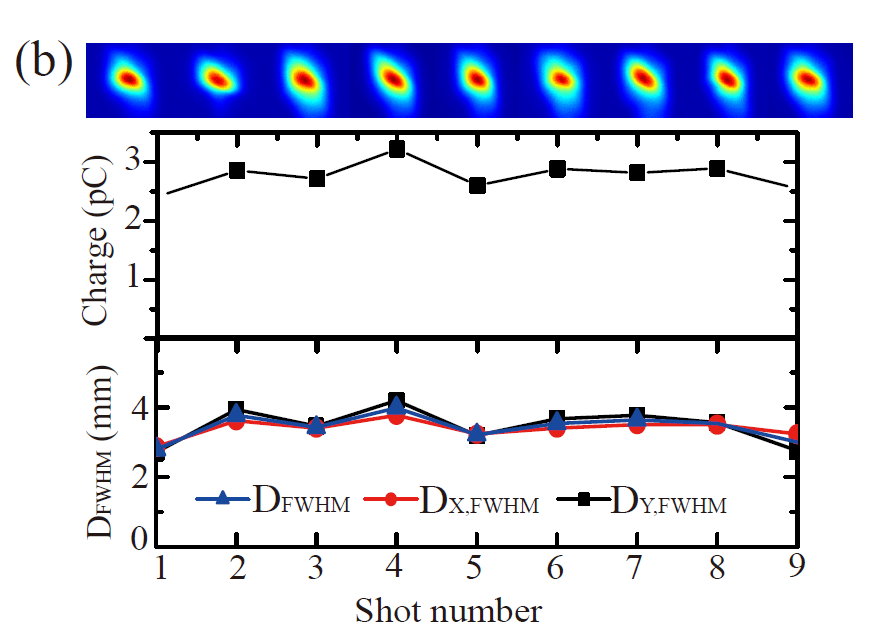 (b)
Charge (pC)
3
2
1
DFWHM (mm)
4
2
0
DFWHM DX,FWHM DY,FWHM
1 2 3 4 5 6 7 8 9
Shot number